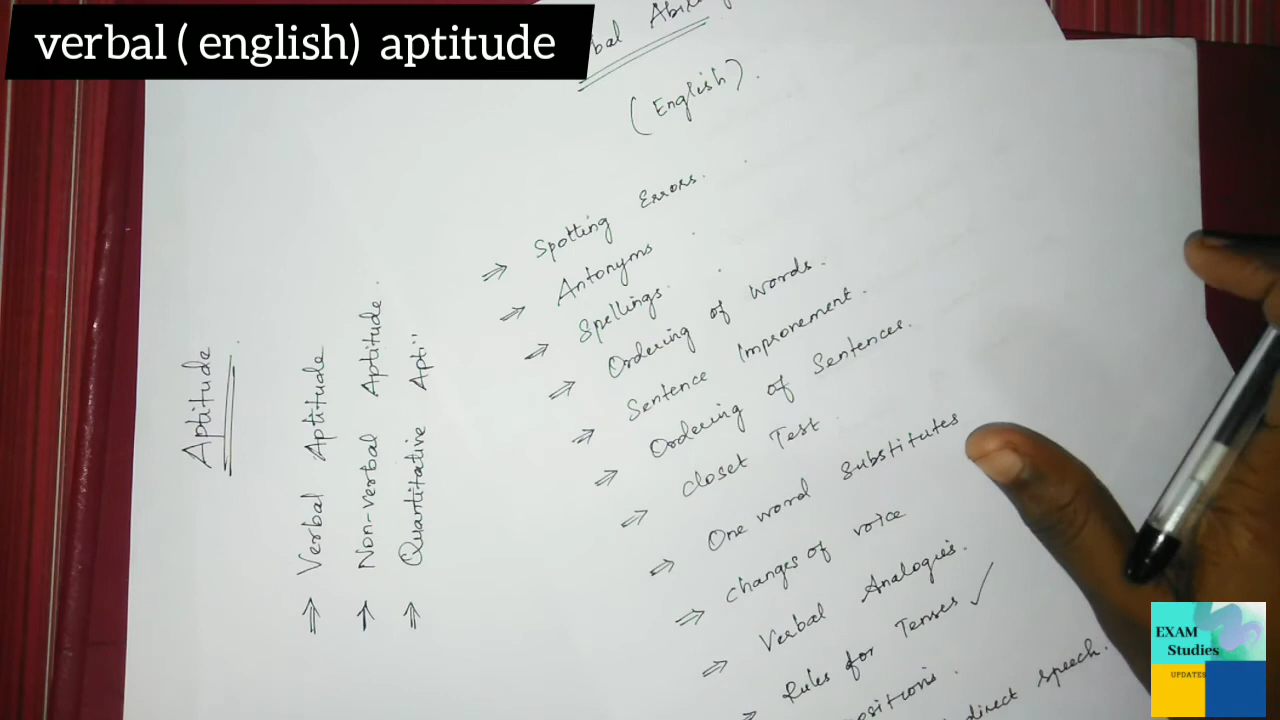 verbal ( english) aptitude
(English).
⇒ Spotting Errors.
⇒ Antonyms
⇒ Spellings.
⇒ Ordering of words.
⇒ Sentence Improvement.
⇒ Ordering of Sentences.
⇒ closet Test
⇒ One word Substitutes
⇒ changes of voice
⇒ Verbal Analogies.
⇒ Rules for Tenses ✓
direct speech.
Aptitude.
⇒ Verbal Aptitude
⇒ Non-verbal Aptitude.
⇒ Quantitative Apti"
EXAM
Studies
UPDATES